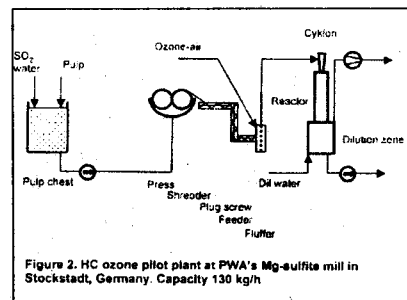 Cyklon
Ozone-air
SO2
water
Pulp
Reactor
Dilution zone
Pulp chest
Press
Dil water
Shredder
Plug screw
Feeder
Fluffer
Figure 2. HC ozone pilot plant at PWA's Mg-sulfite mill in
Stockstadt, Germany. Capacity 130 kg/h